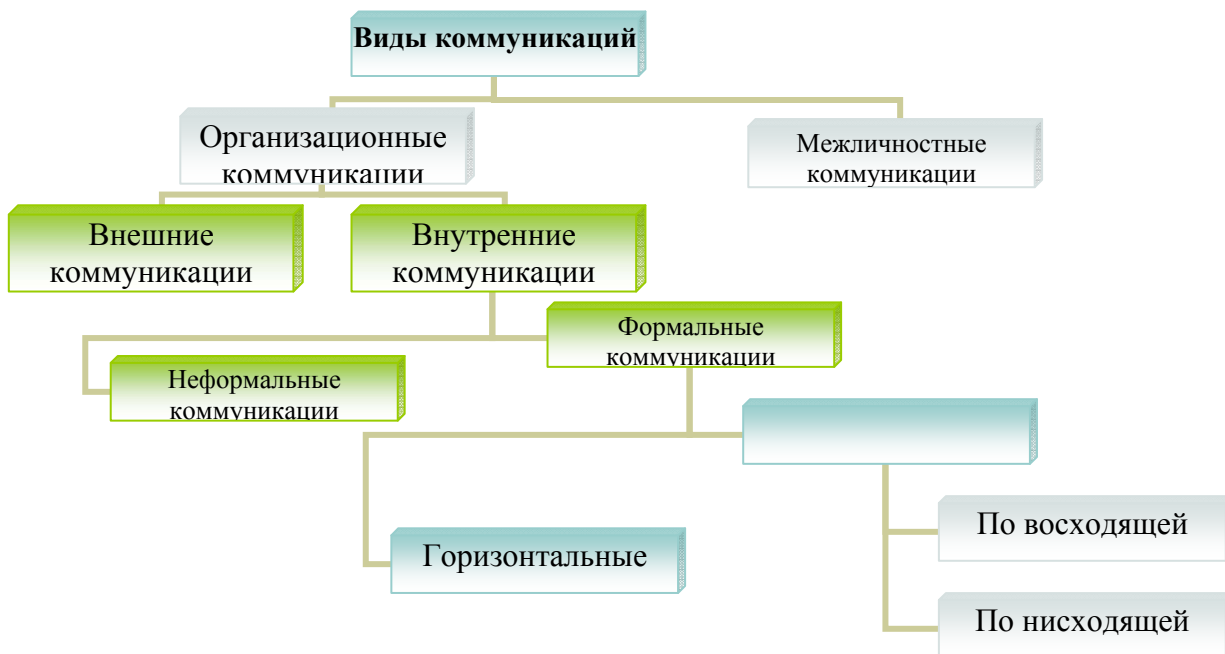 Виды коммуникаций
Организационные
коммуникации
Межличностные
коммуникации
Внешние
коммуникации
Внутренние
коммуникации
Формальные
коммуникации
Неформальные
коммуникации
Горизонтальные
По восходящей
По нисходящей